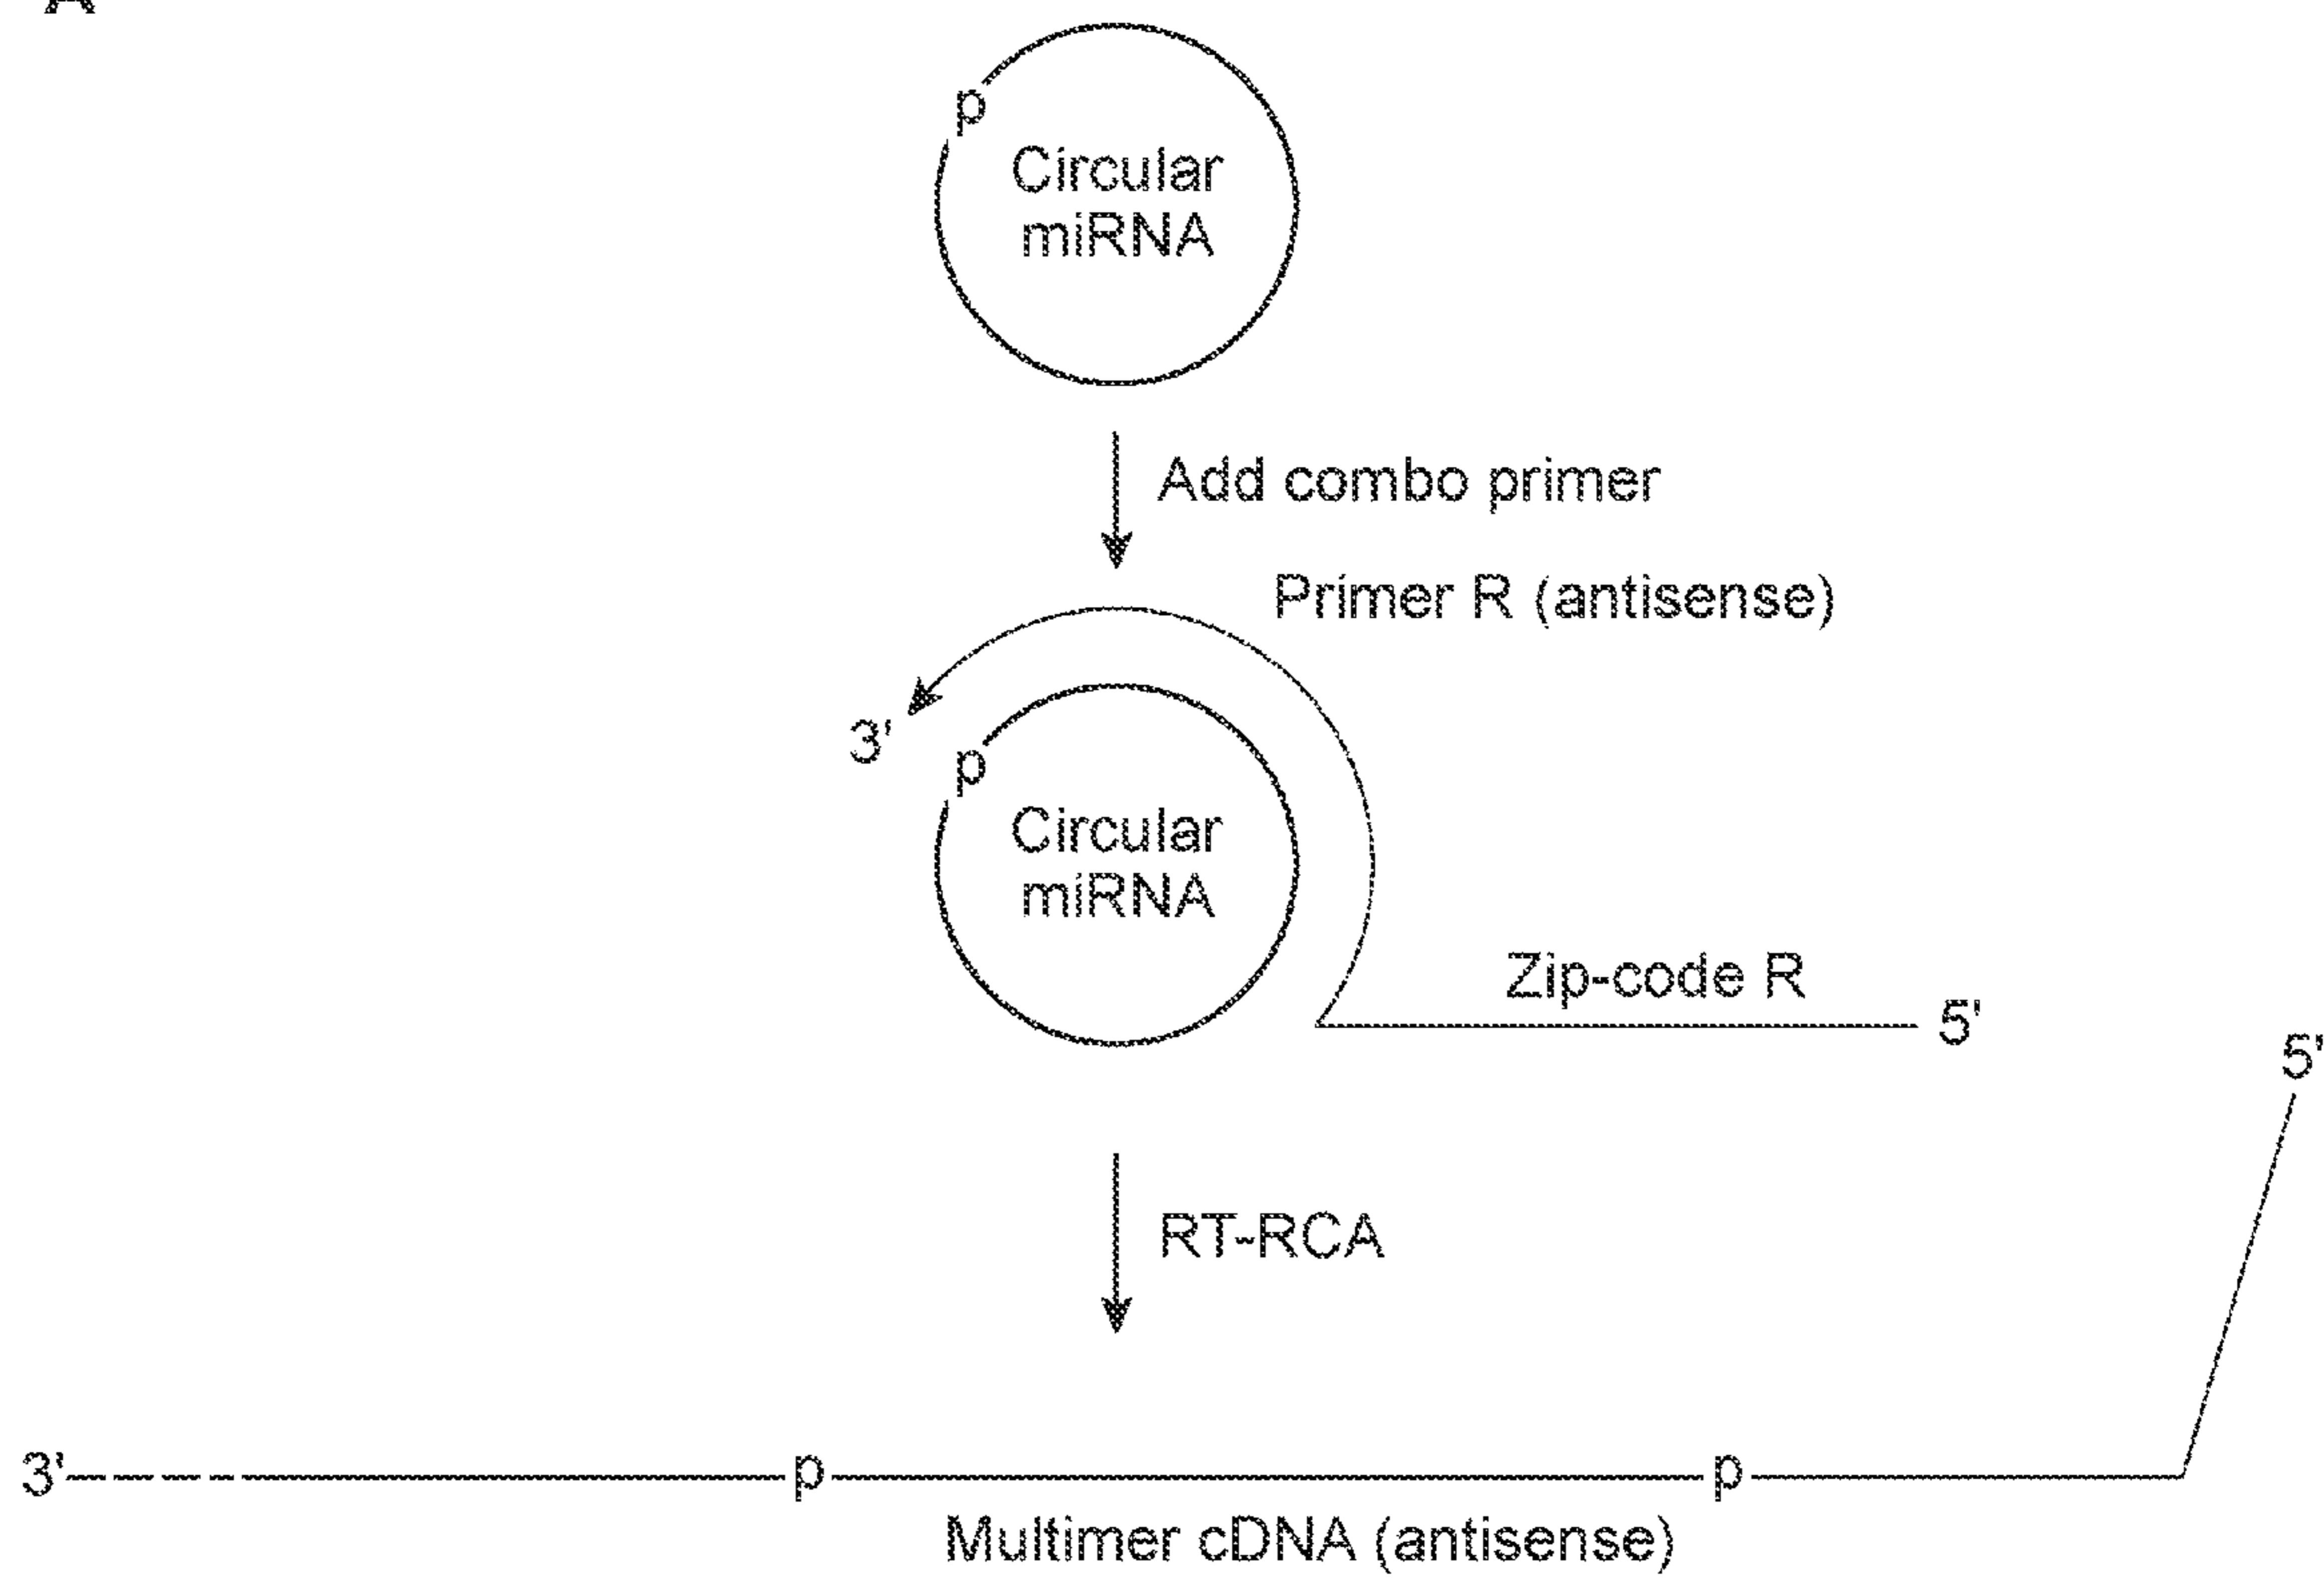 A
p
Circular
miRNA
Add combo primer
Primer R (antisense)
3'
p
Circular
miRNA
Zip-code R
5'
5'
RT-RCA
3'
p
p
Multimer cDNA (antisense)